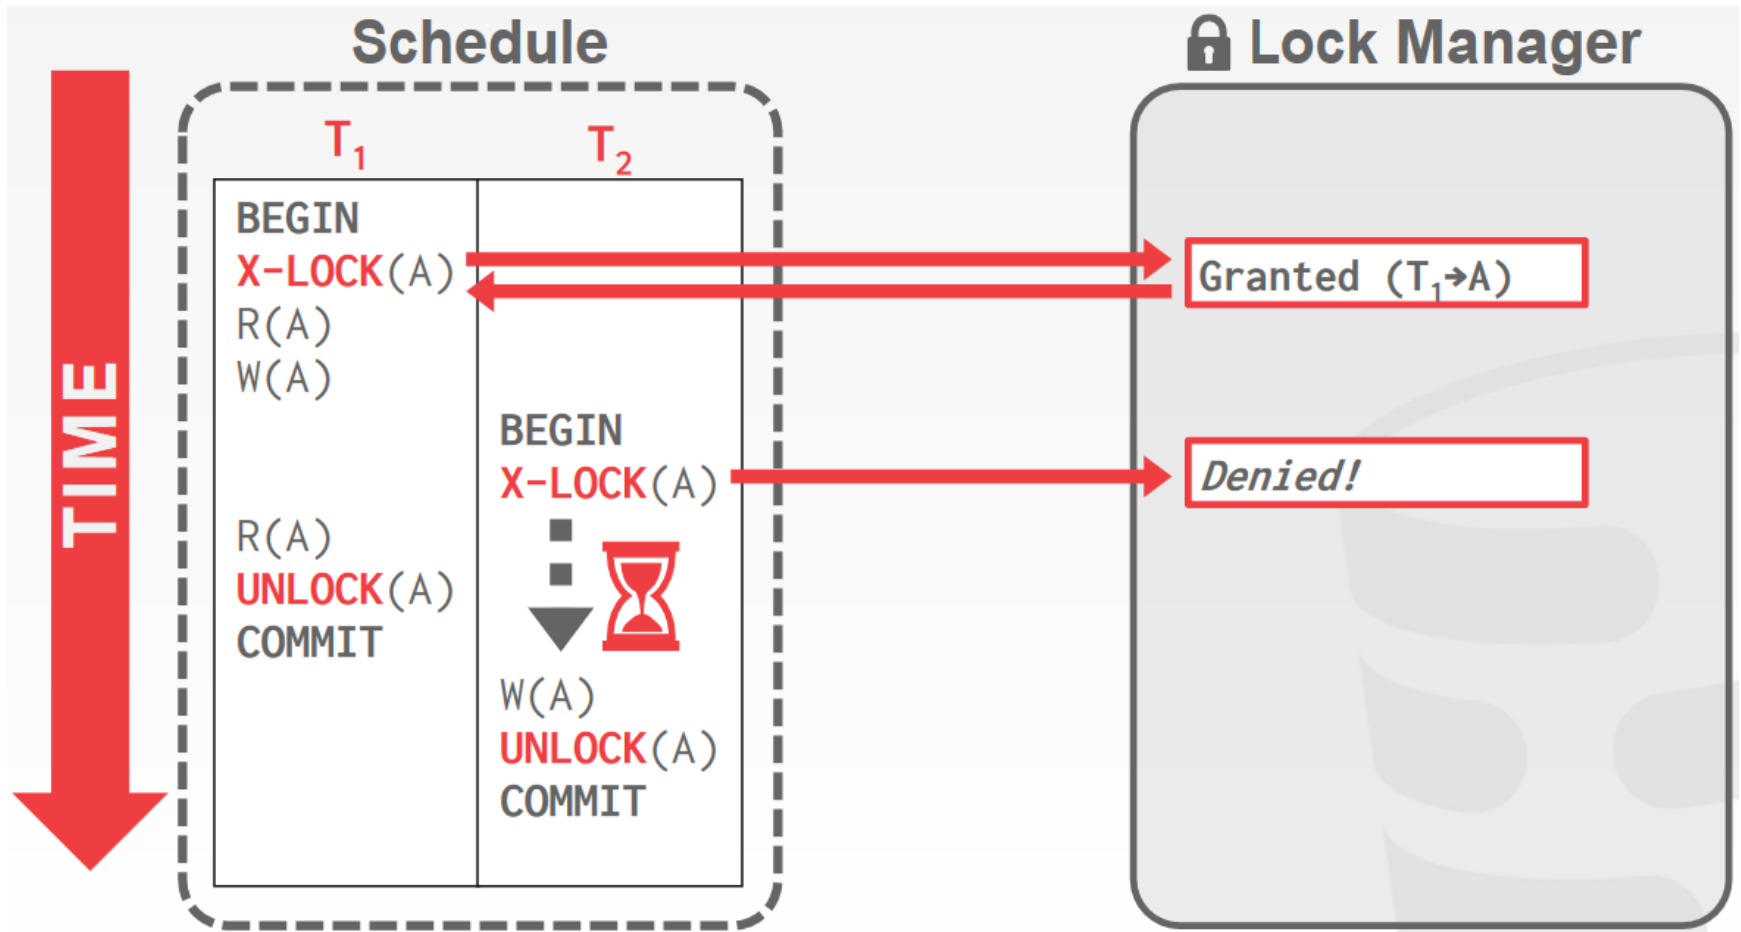 Schedule
Lock Manager
TIME
T1
T2
BEGIN
X-LOCK(A)
R(A)
W(A)
BEGIN
X-LOCK(A)
R(A)
UNLOCK(A)
COMMIT
W(A)
UNLOCK(A)
COMMIT
Granted (T1→A)
Denied!